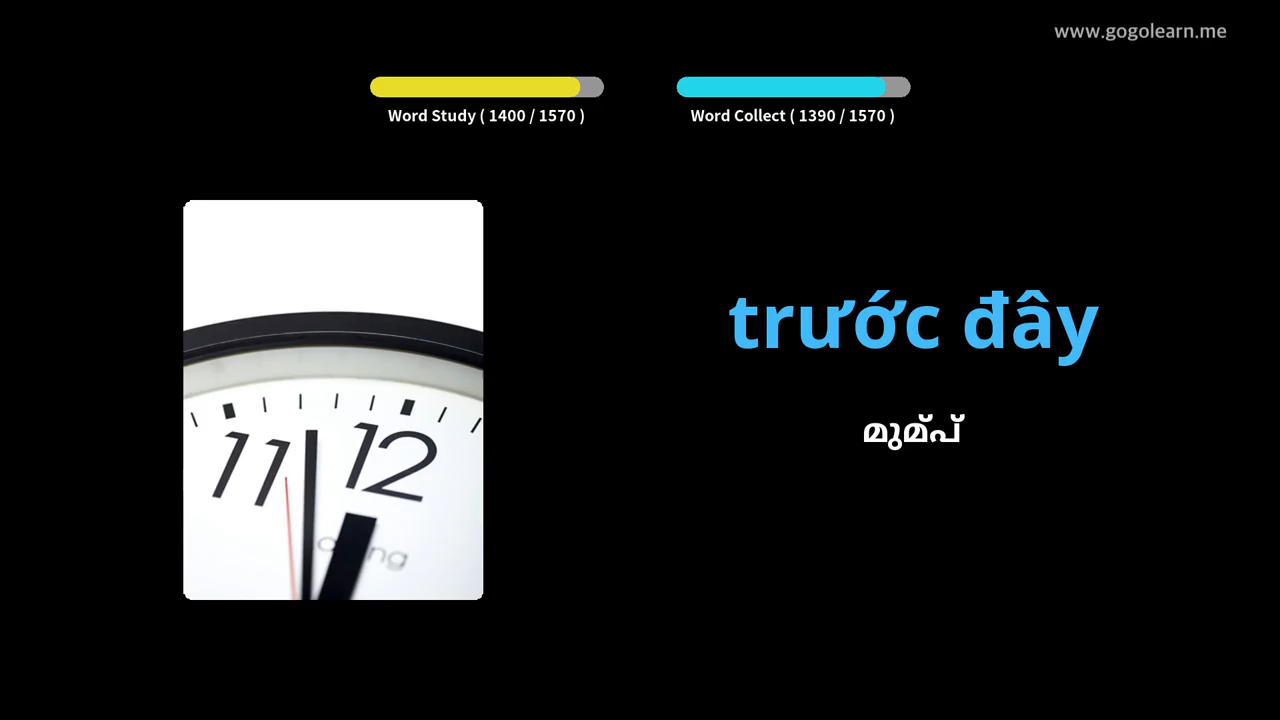 www.gogolearn.me
Word Study ( 1400 / 1570 )
Word Collect ( 1390 / 1570 )
11 12
trước đây
മുമ്പ്